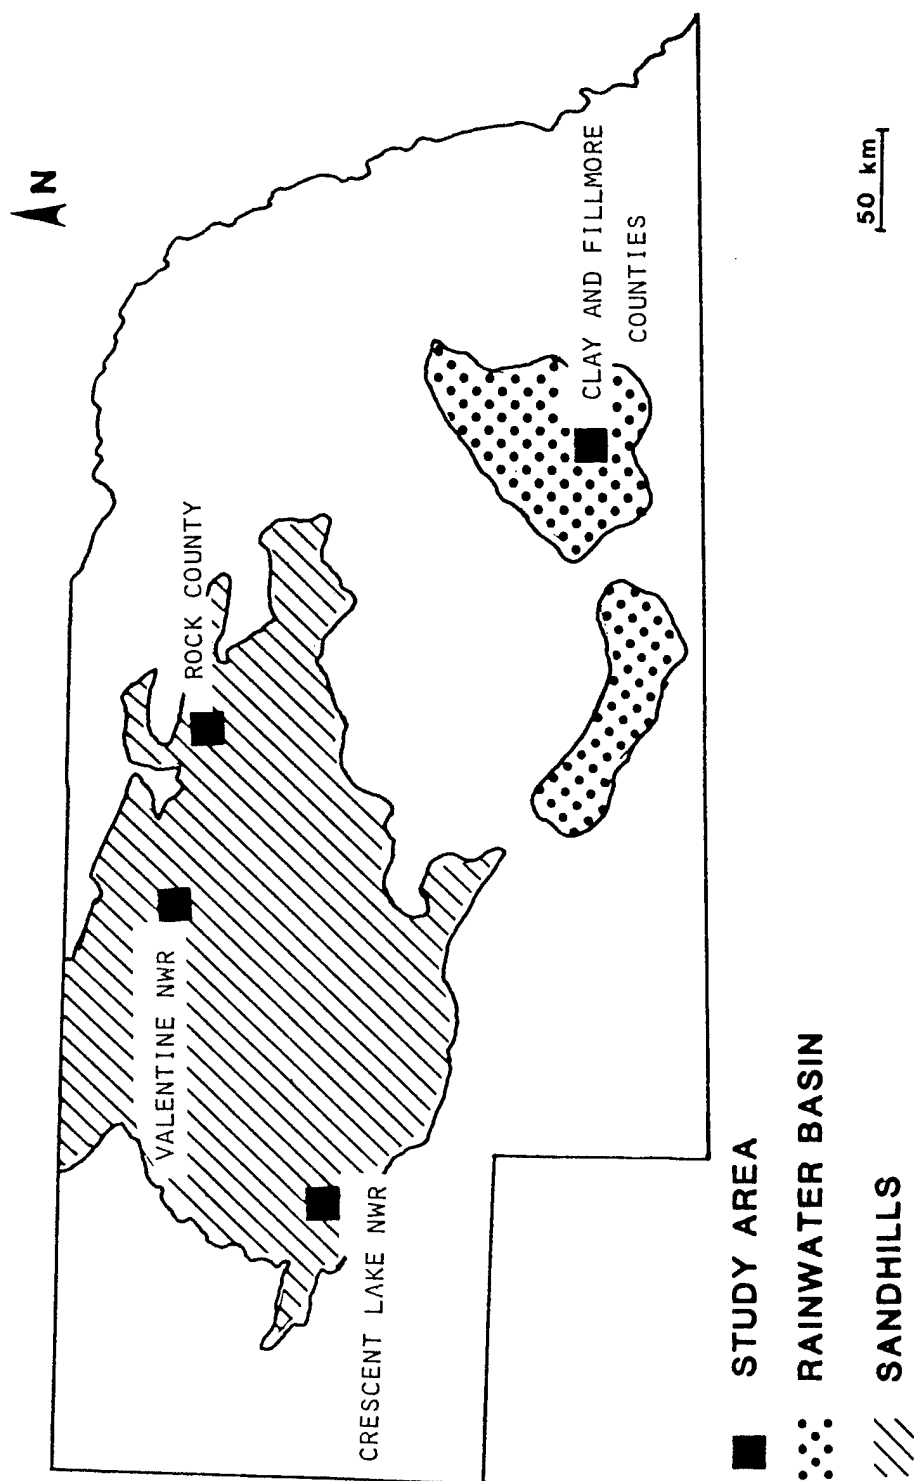 N
ROCK COUNTY
VALENTINE NWR
CRESCENT LAKE NWR
CLAY AND FILLMORE
COUNTIES
50 km
STUDY AREA
RAINWATER BASIN
SANDHILLS